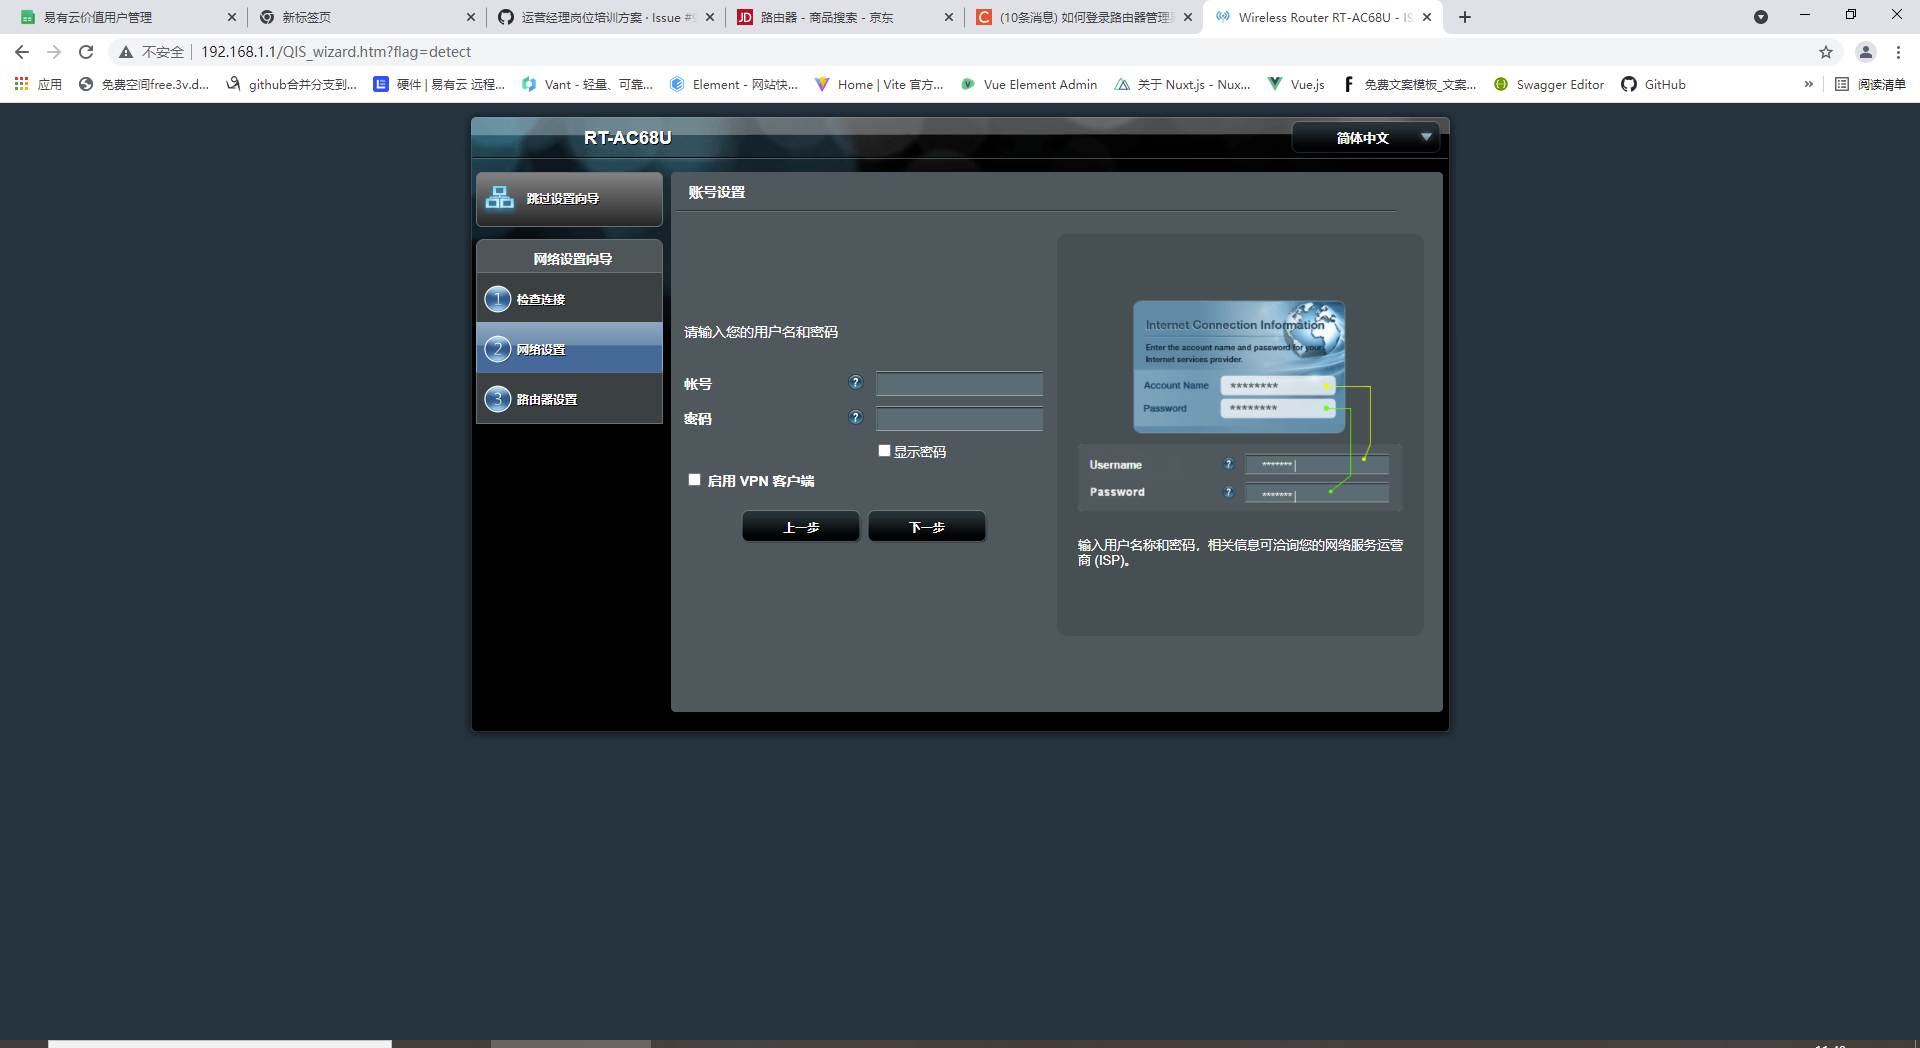 易有云价值用户管理
新标签页
运营经理岗位培训方案 · Issue #9
路由器 - 商品搜索 - 京东
(10条消息) 如何登录路由器管理
Wireless Router RT-AC68U - IS
不安全
192.168.1.1/QIS_wizard.htm?flag=detect
应用
免费空间free.3v.d...
github合并分支到...
硬件 | 易有云 远程...
Vant - 轻量、可靠...
Element - 网站快...
Home | Vite 官方...
Vue Element Admin
关于 Nuxt.js - Nux...
Vue.js
免费文案模板_文案...
Swagger Editor
GitHub
»
阅读清单
RT-AC68U
简体中文
跳过设置向导
网络设置向导
1 检查连接
2 网络设置
3 路由器设置
账号设置
请输入您的用户名和密码
帐号
密码
显示密码
启用 VPN 客户端
上一步
下一步
Internet Connection Information
Enter the account name and password for your
Internet services provider.
Account Name ********
Password ********
Username *******
Password *******
输入用户名称和密码，相关信息可洽询您的网络服务运营
商 (ISP)。